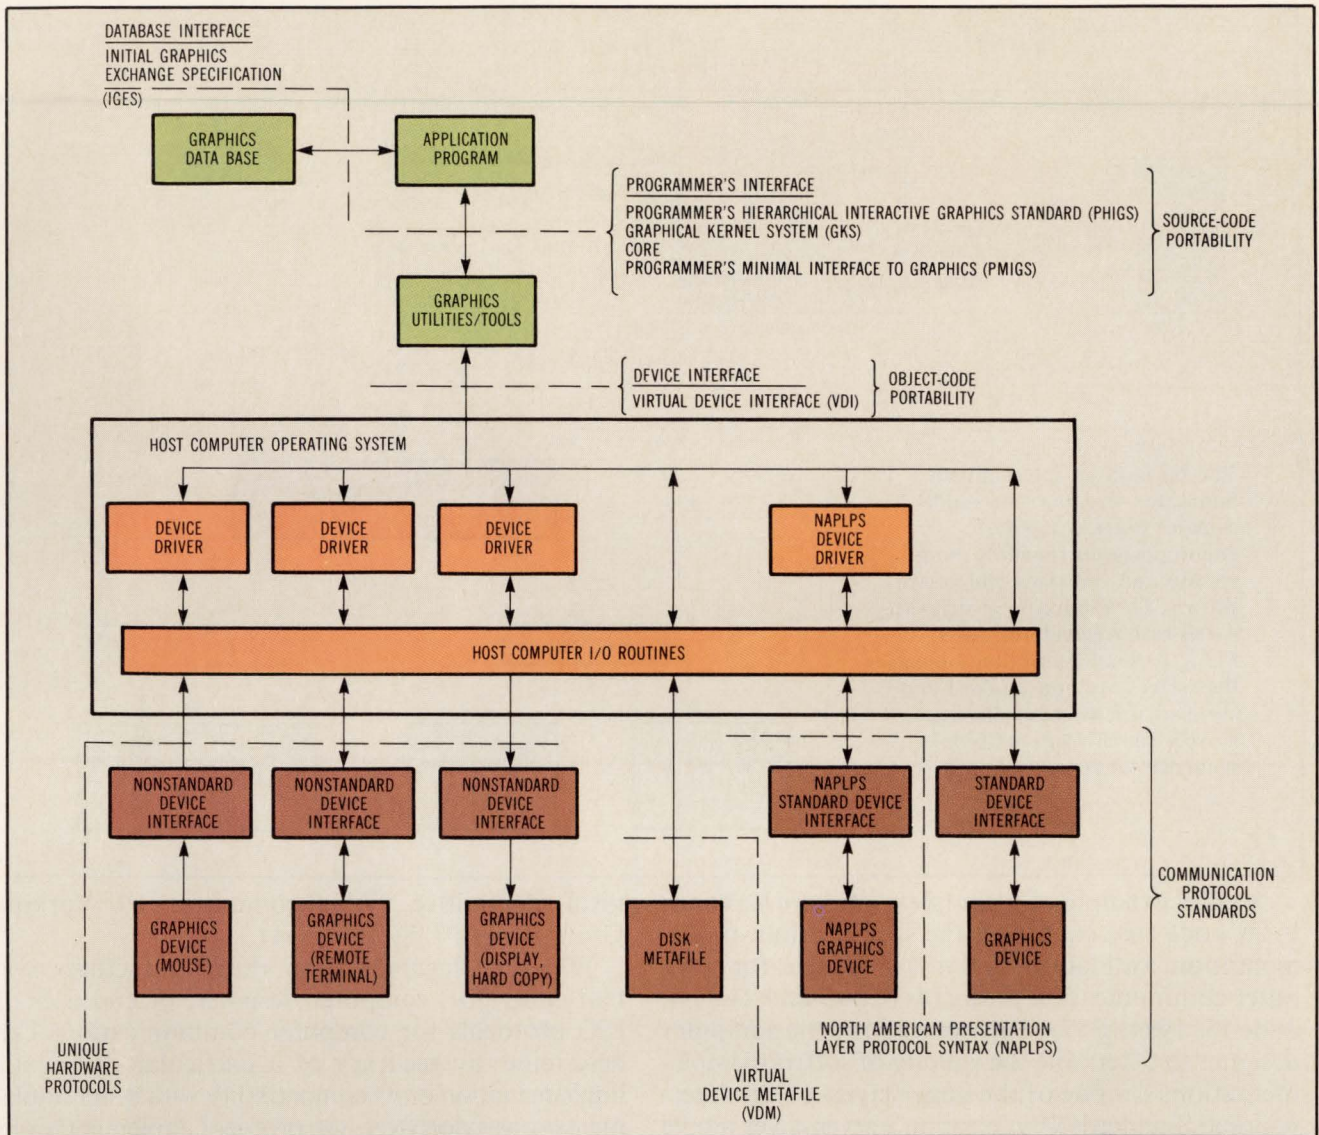 DATABASE INTERFACE
INITIAL GRAPHICS
EXCHANGE SPECIFICATION
(IGES)
GRAPHICS
DATA BASE
APPLICATION
PROGRAM
PROGRAMMER'S INTERFACE
PROGRAMMER'S HIERARCHICAL INTERACTIVE GRAPHICS STANDARD (PHIGS)
GRAPHICAL KERNEL SYSTEM (GKS)
CORE
PROGRAMMER'S MINIMAL INTERFACE TO GRAPHICS (PMIGS)
SOURCE-CODE
PORTABILITY
GRAPHICS
UTILITIES/TOOLS
DEVICE INTERFACE
VIRTUAL DEVICE INTERFACE (VDI)
OBJECT-CODE
PORTABILITY
HOST COMPUTER OPERATING SYSTEM
DEVICE
DRIVER
DEVICE
DRIVER
DEVICE
DRIVER
NAPLPS
DEVICE
DRIVER
HOST COMPUTER I/O ROUTINES
NONSTANDARD
DEVICE
INTERFACE
NONSTANDARD
DEVICE
INTERFACE
NONSTANDARD
DEVICE
INTERFACE
NAPLPS
STANDARD DEVICE
INTERFACE
STANDARD
DEVICE
INTERFACE
GRAPHICS
DEVICE
(MOUSE)
GRAPHICS
DEVICE
(REMOTE
TERMINAL)
GRAPHICS
DEVICE
(DISPLAY,
HARD COPY)
DISK
METAFILE
NAPLPS
GRAPHICS
DEVICE
GRAPHICS
DEVICE
COMMUNICATION
PROTOCOL
STANDARDS
UNIQUE
HARDWARE
PROTOCOLS
VIRTUAL
DEVICE METAFILE
(VDM)
NORTH AMERICAN PRESENTATION
LAYER PROTOCOL SYNTAX (NAPLPS)